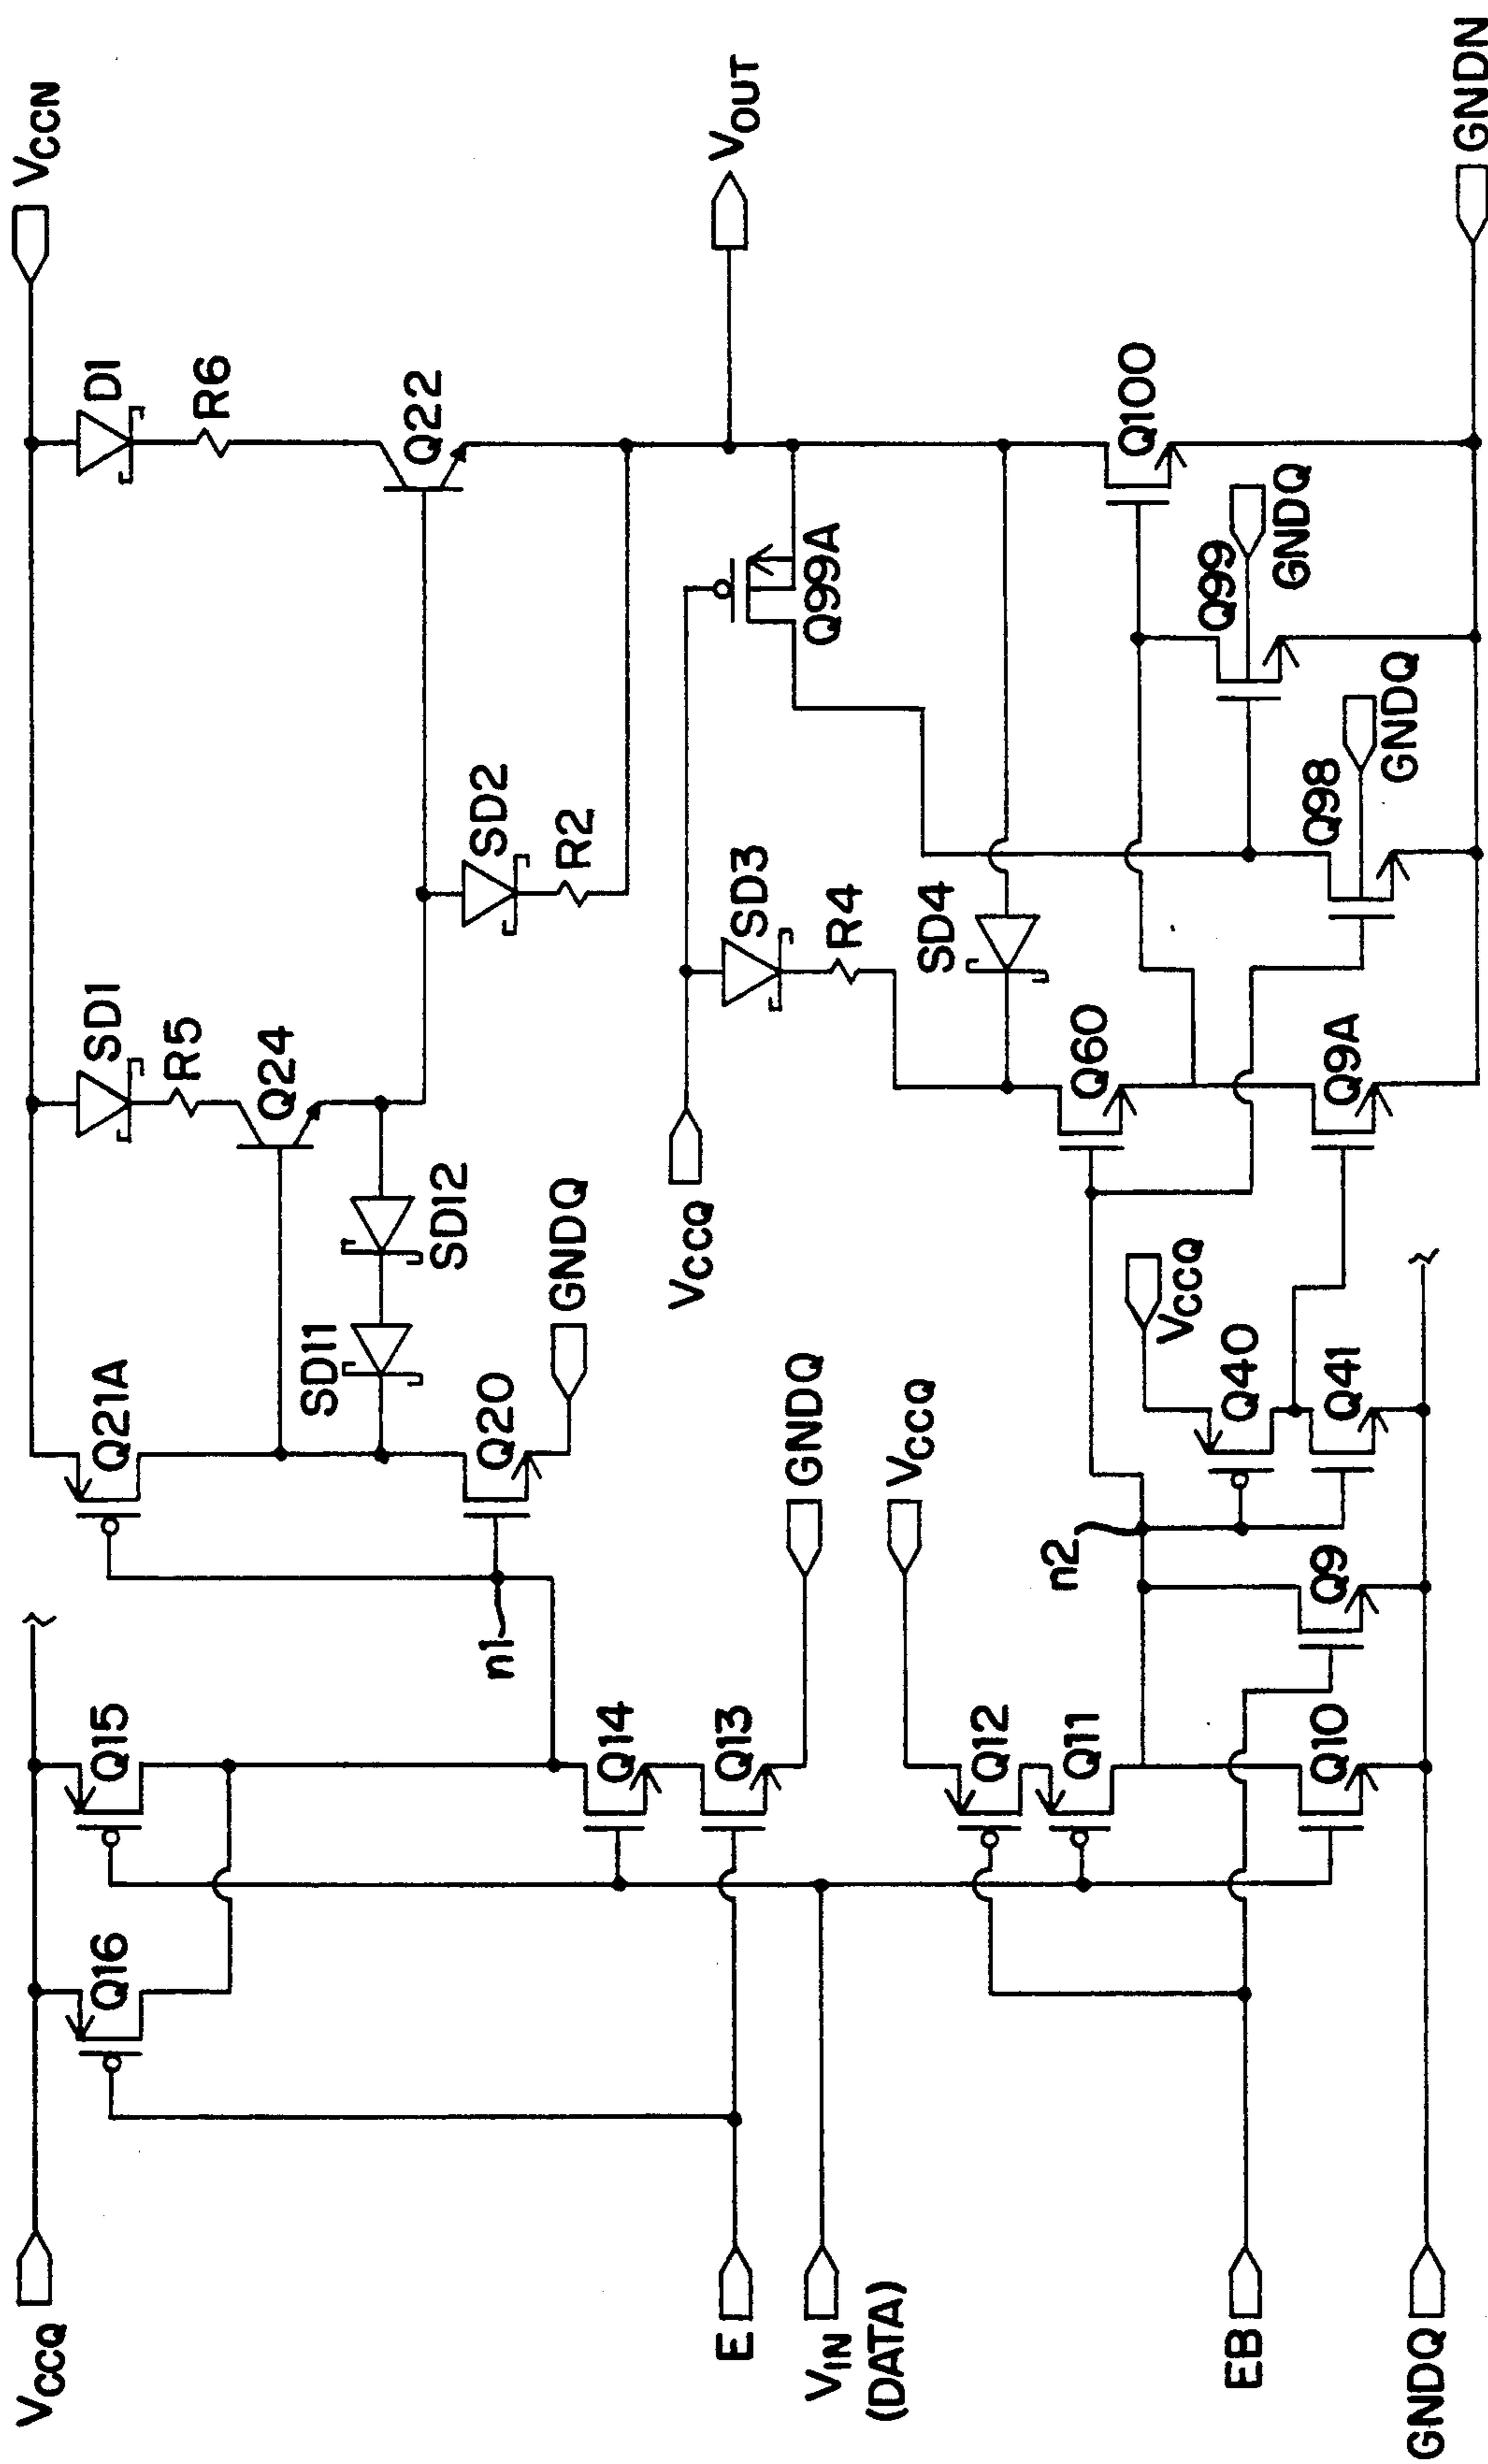 VCCN
D1
R6
Q22
VOUT
SD1
R5
Q24
SD2
R2
Q99A
Q100
GNDN
Q21A
SD11
SD12
Q20
GNDQ
VCCQ
SD3
R4
SD4
Q99
GNDQ
Q98
GNDQ
Q60
Q9A
Q15
Q16
n1
Q14
Q13
GNDQ
VCCQ
Q12
Q11
n2
VCCQ
Q40
Q41
Q9
Q10
VCCQ
E
VIN
(DATA)
EB
GNDQ